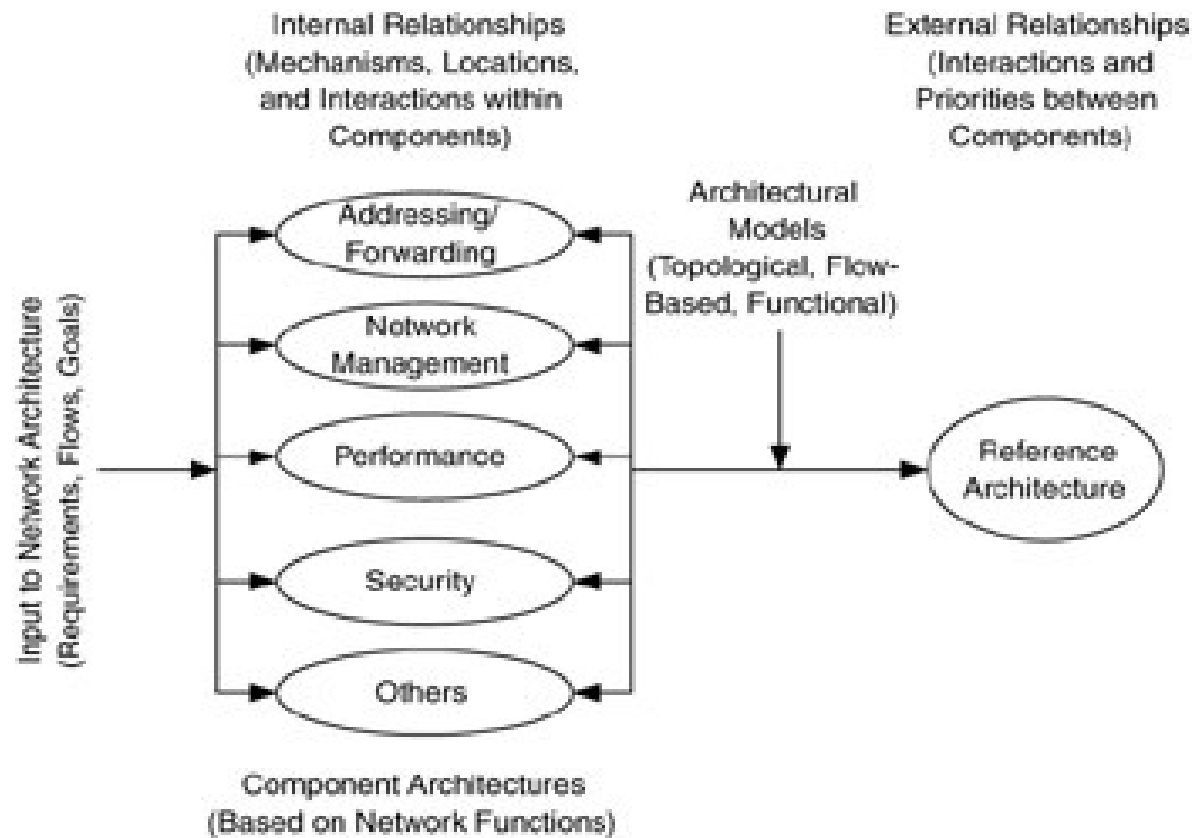 Internal Relationships
(Mechanisms, Locations,
and Interactions within
Components)
External Relationships
(Interactions and
Priorities between
Components)
Architectural
Models
(Topological, Flow-
Based, Functional)
Input to Network Architecture
(Requirements, Flows, Goals)
Addressing/
Forwarding
Network
Management
Performance
Security
Others
Reference
Architecture
Component Architectures
(Based on Network Functions)